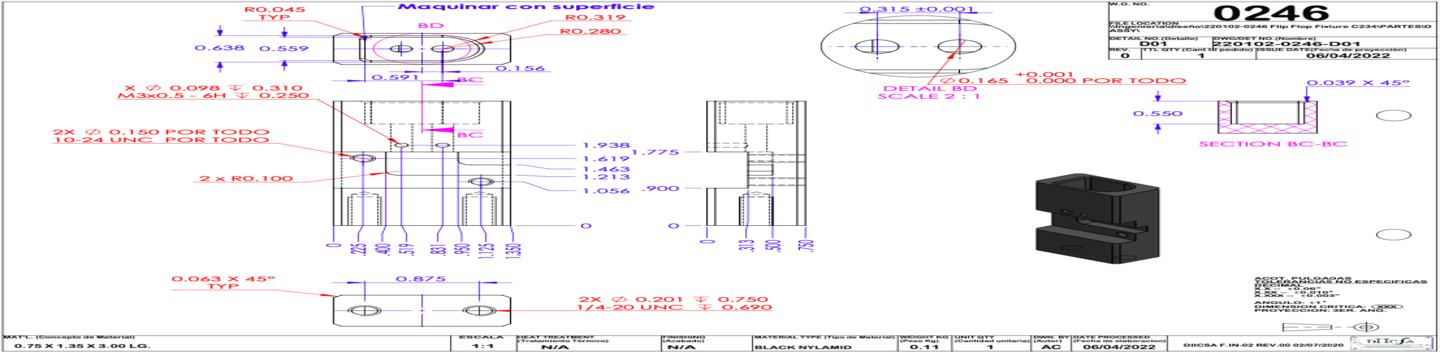 R0.045
TYP
Maquinar con superficie
BD
R0.319
R0.280
0.638
0.559
0.156
0.591
BC
X Ø 0.098 ↧ 0.310
M3x0.5 - 6H ↧ 0.250
2X Ø 0.150 POR TODO
10-24 UNC POR TODO
BC
2 x R0.100
1.938
1.619
1.463
1.213
1.056
0
0
.225
.400
.519
.831
.950
1.125
1.350
1.775
.900
0
0
.313
.500
.750
0.063 X 45°
TYP
0.875
2X Ø 0.201 ↧ 0.750
1/4-20 UNC ↧ 0.690
0.315 ±0.001
Ø 0.165 +0.001 0.000 POR TODO
DETAIL BD
SCALE 2 : 1
0.039 X 45°
0.550
SECTION BC-BC
W.O. NO.
0246
FILE LOCATION
\\Ingenieria\diseño\220102-0246 Flip Flop Fixture C234\PARTES\D
ASSY\
DETAIL NO.(Detalle)
D01
DWG/DET NO.(Nombre)
220102-0246-D01
REV.
0
TTL QTY (Cant tu pedido)
1
ISSUE DATE(Fecha de proyección)
06/04/2022
ACOT. PULGADAS
TOLERANCIAS NO ESPECIFICAS
DECIMAL
X.X = ±0.06"
X.XX = ±0.010"
X.XXX = ±0.003"
ANGULO: ±1°
DIMENSION CRITICA: XXX
PROYECCION: 3ER. ANG.
MAT'L. (Concepto de Material)
0.75 X 1.35 X 3.00 LG.
ESCALA
1:1
HEAT TREATMENT
(Tratamiento Térmico)
N/A
FINISHING
(Acabado)
N/A
MATERIAL TYPE (Tipo de Material)
BLACK NYLAMID
WEIGHT KG
(Peso Kg)
0.11
UNIT QTY
(Cantidad unitaria)
1
DWN. BY
A.C
DATE PROCESSED
(Fecha de elaboracion)
06/04/2022
DIICSA F.IN-02 REV.00 02/07/2020
DIICSA